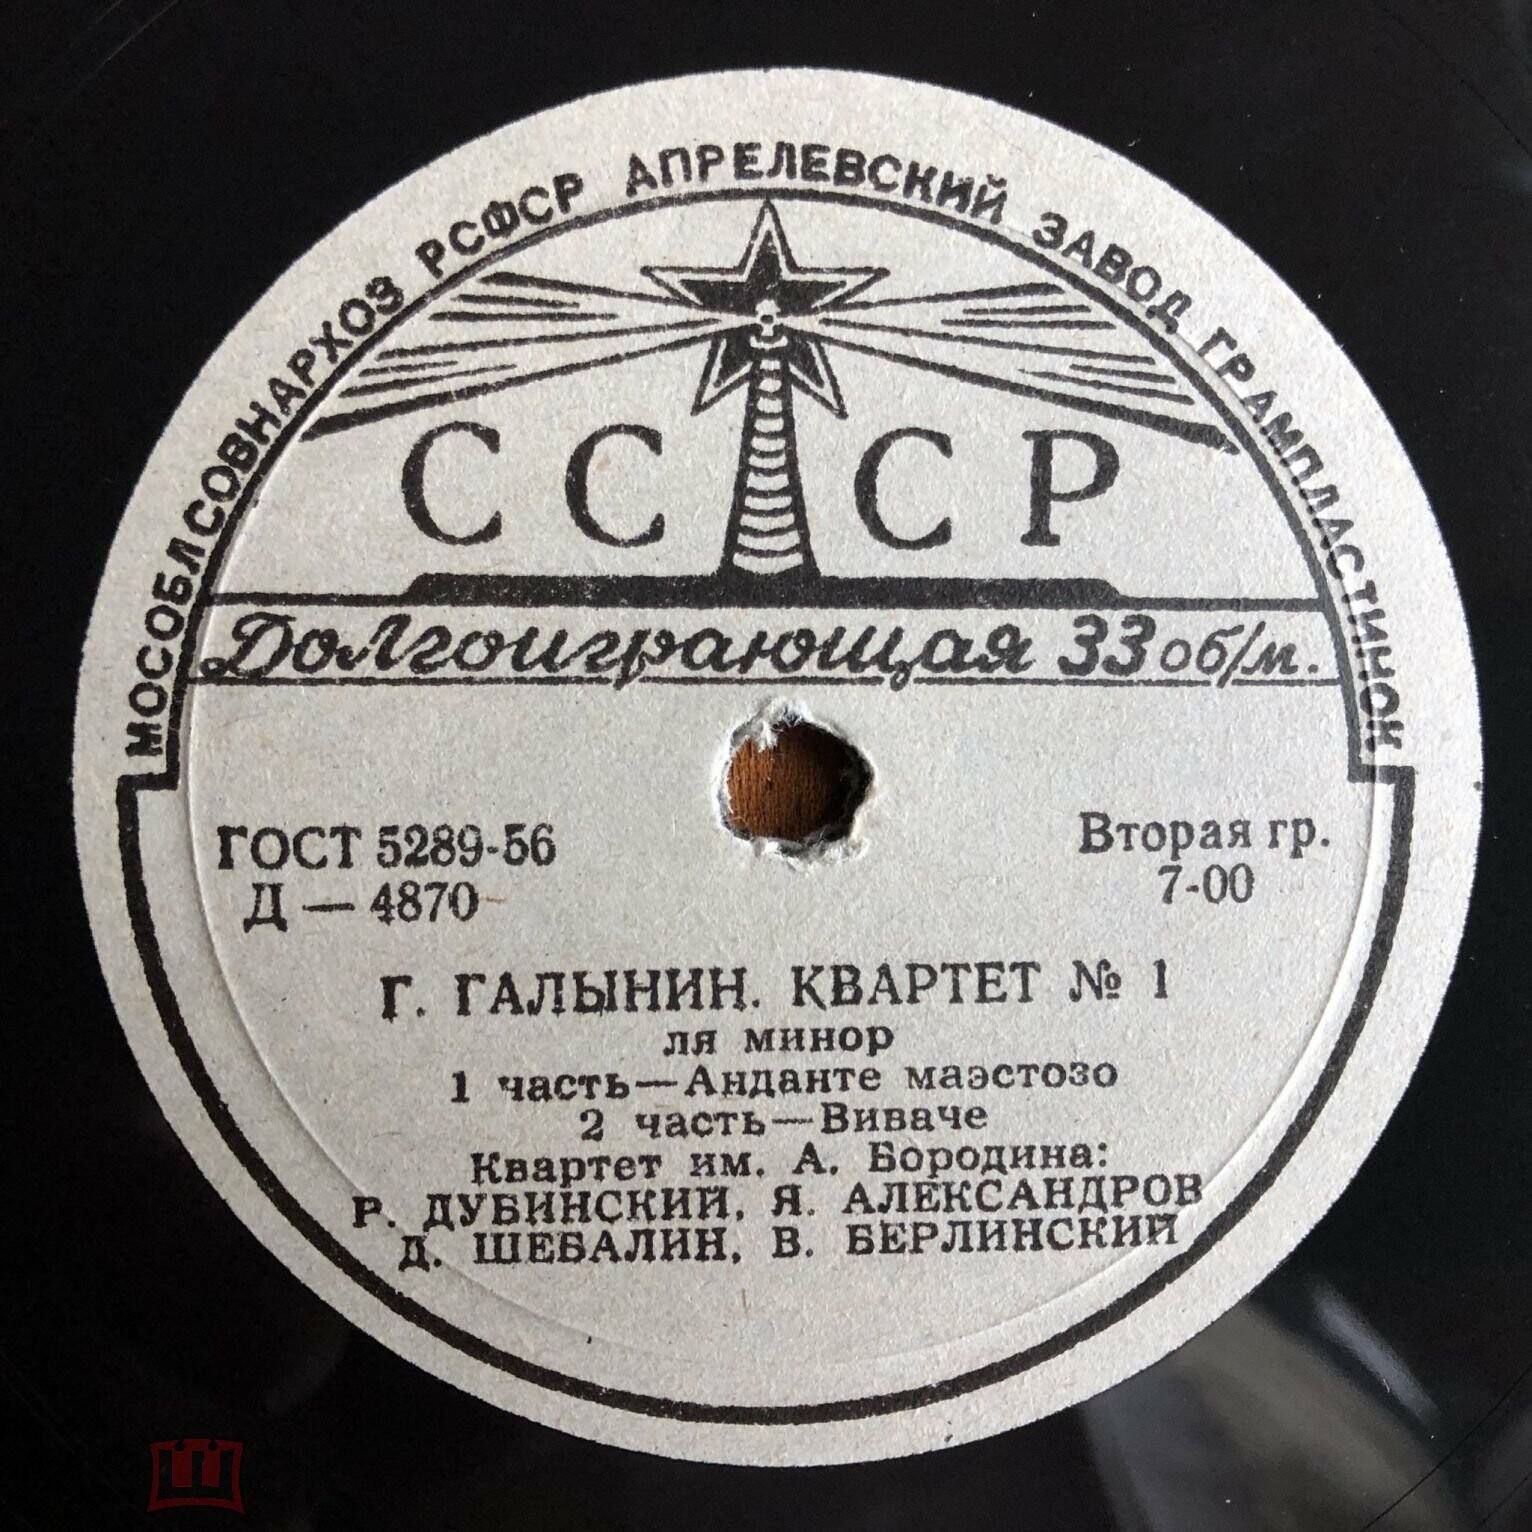 МОСОБЛСОВНАРХОЗ РСФСР АПРЕЛЕВСКИЙ ЗАВОД ГРАМПЛАСТИНОК
СССР
Долгоиграющая 33 об/м.
ГОСТ 5289-56
Д — 4870
Вторая гр.
7-00
Г. ГАЛЫНИН. КВАРТЕТ № 1
ля минор
1 часть—Анданте маэстозо
2 часть—Виваче
Квартет им. А. Бородина:
Р. ДУБИНСКИЙ, Я. АЛЕКСАНДРОВ
Д. ШЕБАЛИН, В. БЕРЛИНСКИЙ